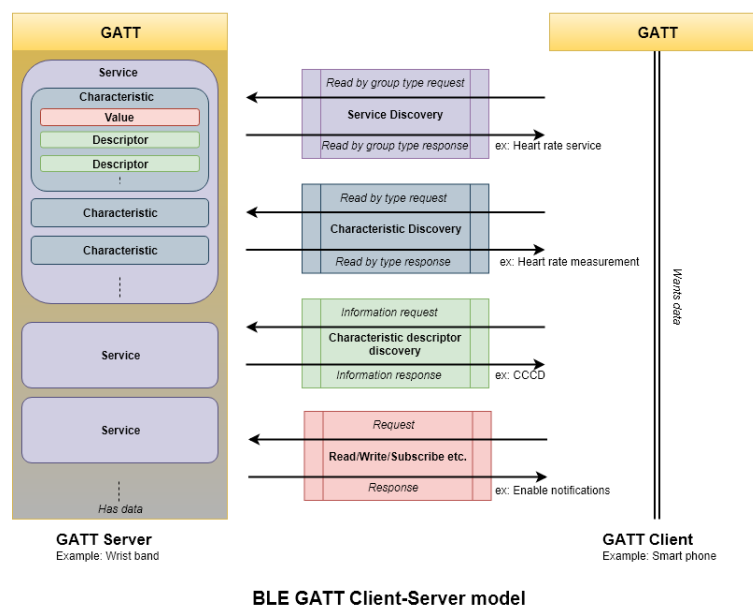 GATT
GATT
Service
Characteristic
Value
Descriptor
Descriptor
Characteristic
Characteristic
Service
Service
Has data
GATT Server
Example: Wrist band
Read by group type request
Service Discovery
Read by group type response
ex: Heart rate service
Read by type request
Characteristic Discovery
Read by type response
ex: Heart rate measurement
Information request
Characteristic descriptor
discovery
Information response
ex: CCCD
Request
Read/Write/Subscribe etc.
Response
ex: Enable notifications
Wants data
GATT Client
Example: Smart phone
BLE GATT Client-Server model